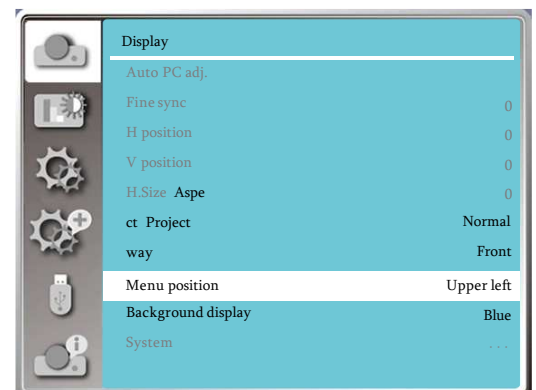 Display
Auto PC adj.
Fine sync 0
H position 0
V position 0
H.Size Aspe 0
ct Project Normal
way Front
Menu position Upper left
Background display Blue
System ...